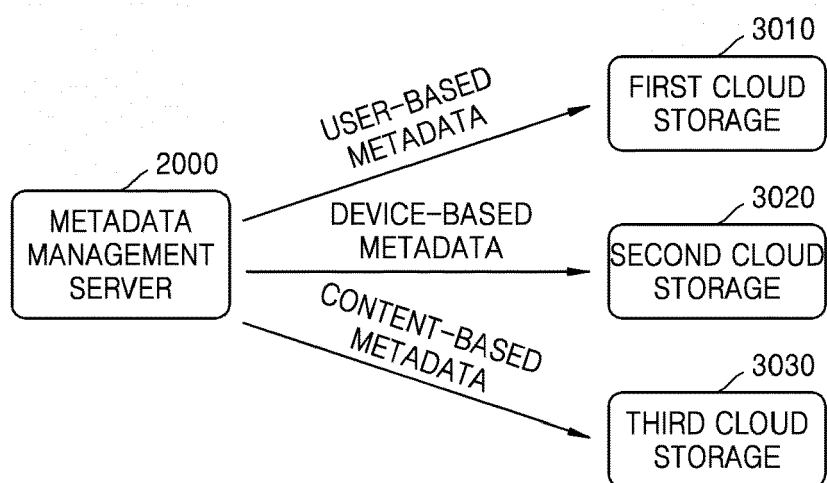 3010
FIRST CLOUD
STORAGE
USER-BASED
METADATA
2000
METADATA
MANAGEMENT
SERVER
DEVICE-BASED
METADATA
3020
SECOND CLOUD
STORAGE
CONTENT-BASED
METADATA
3030
THIRD CLOUD
STORAGE